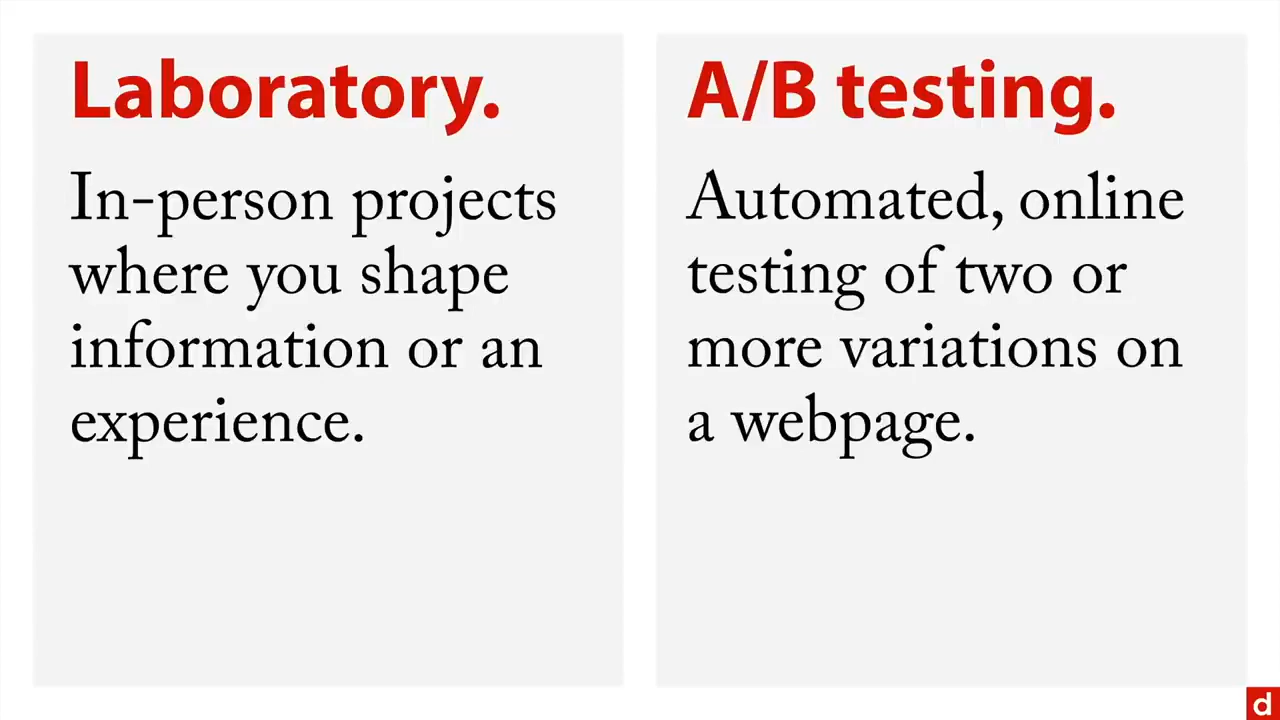 Laboratory.
In-person projects
where you shape
information or an
experience.
A/B testing.
Automated, online
testing of two or
more variations on
a webpage.
d